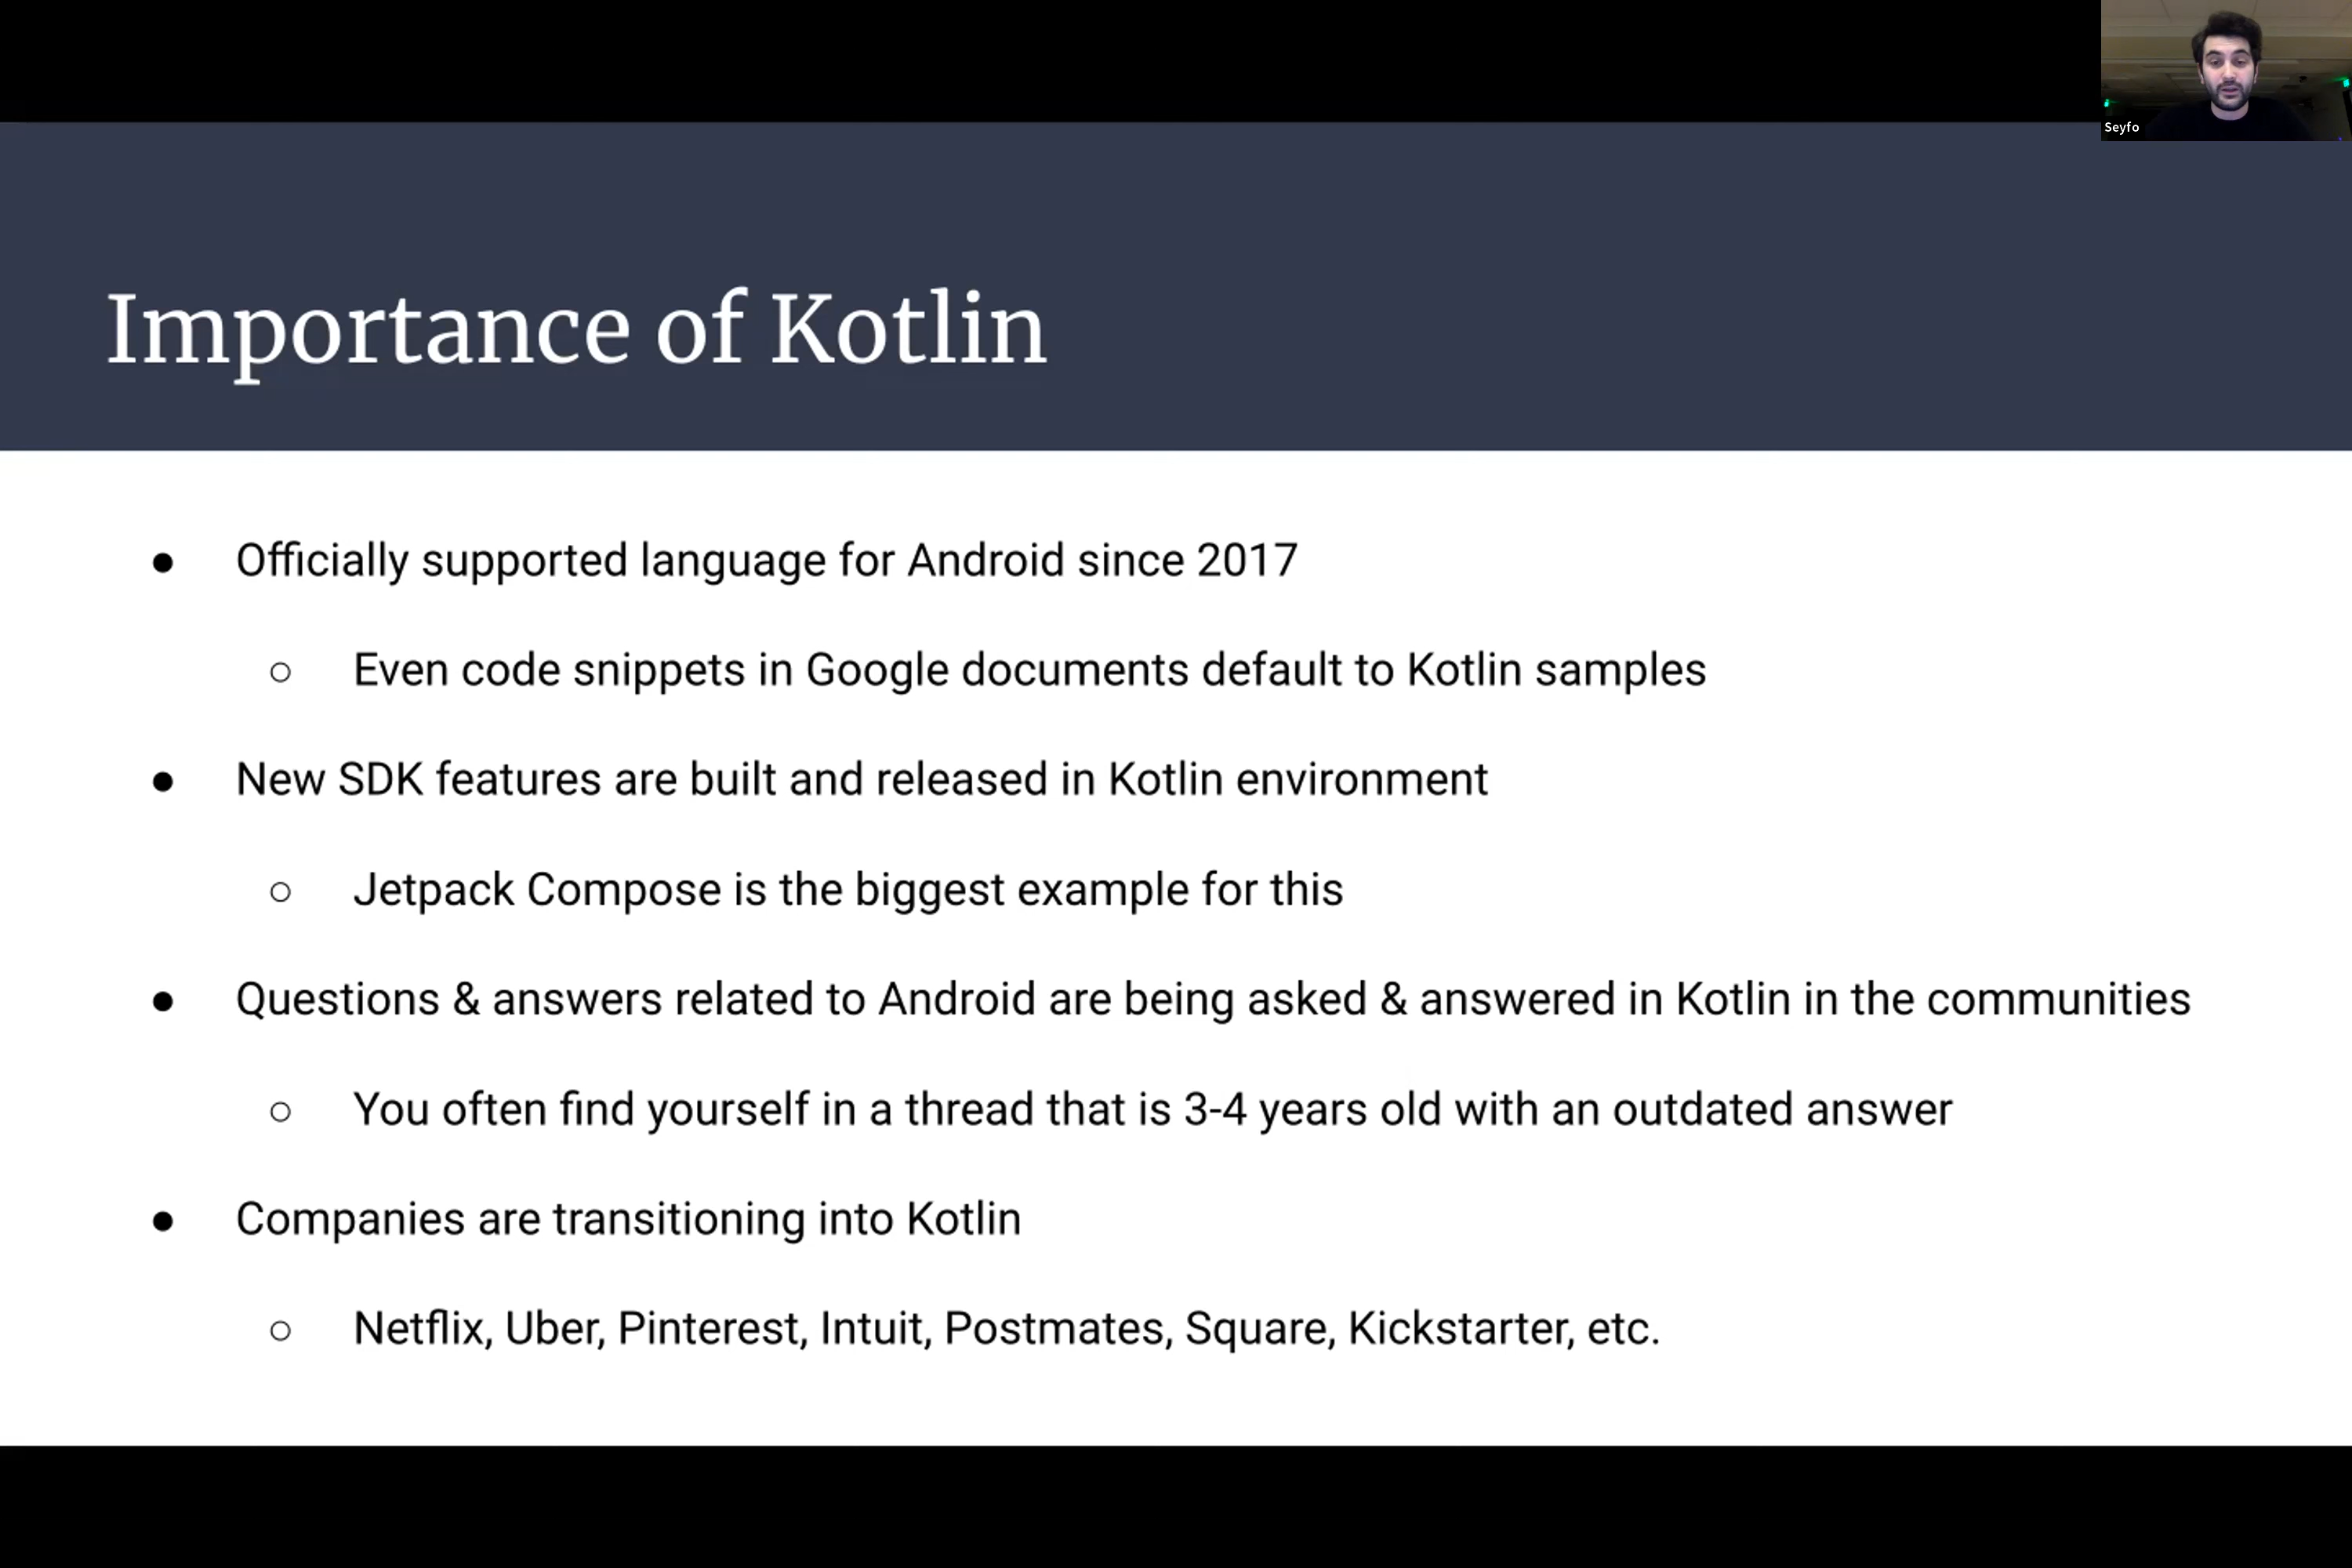 Seyfo
Importance of Kotlin
● Officially supported language for Android since 2017
○ Even code snippets in Google documents default to Kotlin samples
● New SDK features are built and released in Kotlin environment
○ Jetpack Compose is the biggest example for this
● Questions & answers related to Android are being asked & answered in Kotlin in the communities
○ You often find yourself in a thread that is 3-4 years old with an outdated answer
● Companies are transitioning into Kotlin
○ Netflix, Uber, Pinterest, Intuit, Postmates, Square, Kickstarter, etc.